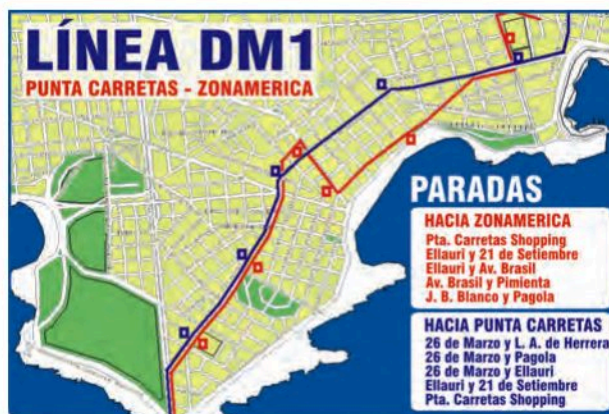 LÍNEA DM1
PUNTA CARRETAS - ZONAMERICA
PARADAS
HACIA ZONAMERICA
Pta. Carretas Shopping
Ellauri y 21 de Setiembre
Ellauri y Av. Brasil
Av. Brasil y Pimienta
J. B. Blanco y Pagola
HACIA PUNTA CARRETAS
26 de Marzo y L. A. de Herrera
26 de Marzo y Pagola
26 de Marzo y Ellauri
Ellauri y 21 de Setiembre
Pta. Carretas Shopping